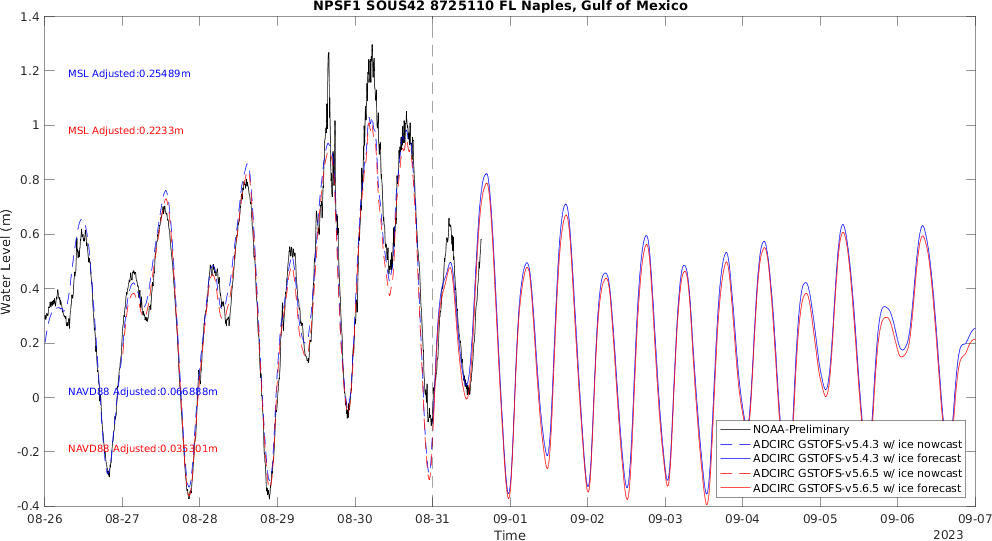 NPSF1 SOUS42 8725110 FL Naples, Gulf of Mexico
Water Level (m)
1.4
1.2
1
0.8
0.6
0.4
0.2
0
-0.2
-0.4
MSL Adjusted:0.25489m
MSL Adjusted:0.2233m
NAVD88 Adjusted:0.066888m
NAVD88 Adjusted:0.035301m
NOAA-Preliminary
ADCIRC GSTOFS-v5.4.3 w/ ice nowcast
ADCIRC GSTOFS-v5.4.3 w/ ice forecast
ADCIRC GSTOFS-v5.6.5 w/ ice nowcast
ADCIRC GSTOFS-v5.6.5 w/ ice forecast
08-26 08-27 08-28 08-29 08-30 08-31 09-01 09-02 09-03 09-04 09-05 09-06 09-07
Time
2023